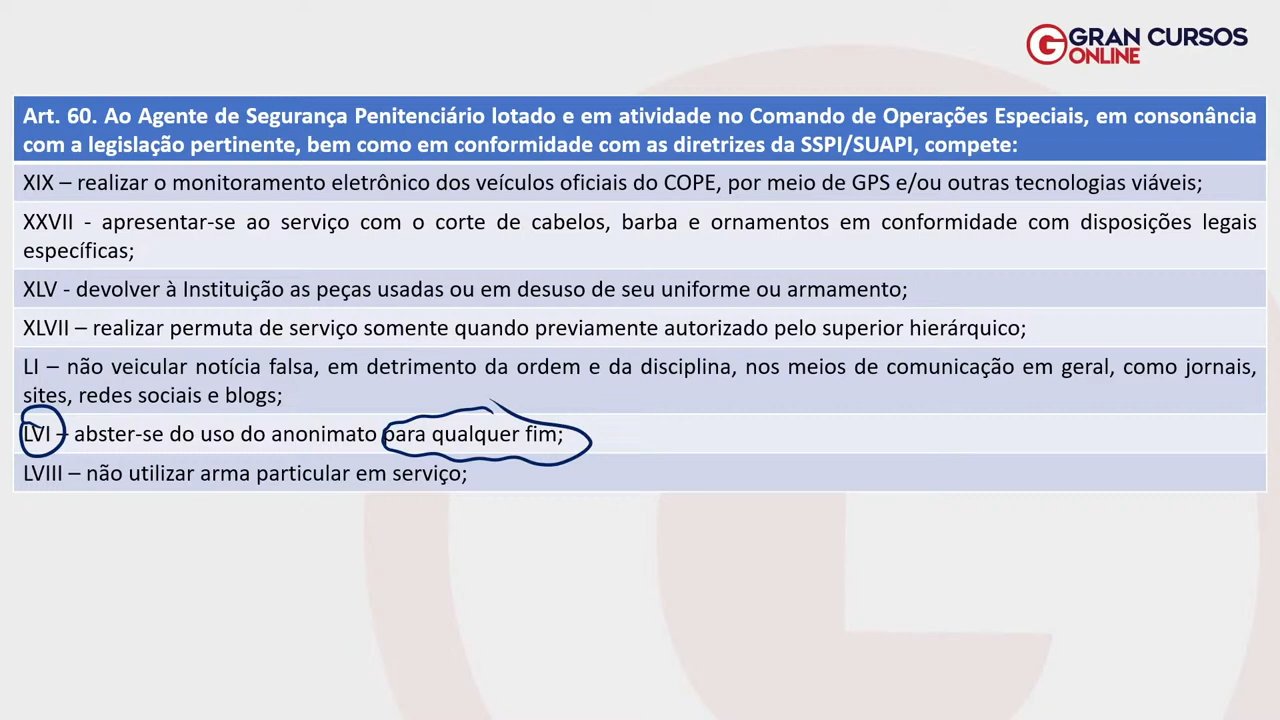 GRAN CURSOS
ONLINE
Art. 60. Ao Agente de Segurança Penitenciário lotado e em atividade no Comando de Operações Especiais, em consonância
com a legislação pertinente, bem como em conformidade com as diretrizes da SSPI/SUAPI, compete:
XIX – realizar o monitoramento eletrônico dos veículos oficiais do COPE, por meio de GPS e/ou outras tecnologias viáveis;
XXVII - apresentar-se ao serviço com o corte de cabelos, barba e ornamentos em conformidade com disposições legais
específicas;
XLV - devolver à Instituição as peças usadas ou em desuso de seu uniforme ou armamento;
XLVII – realizar permuta de serviço somente quando previamente autorizado pelo superior hierárquico;
LI – não veicular notícia falsa, em detrimento da ordem e da disciplina, nos meios de comunicação em geral, como jornais,
sites, redes sociais e blogs;
LVI – abster-se do uso do anonimato para qualquer fim;
LVIII – não utilizar arma particular em serviço;